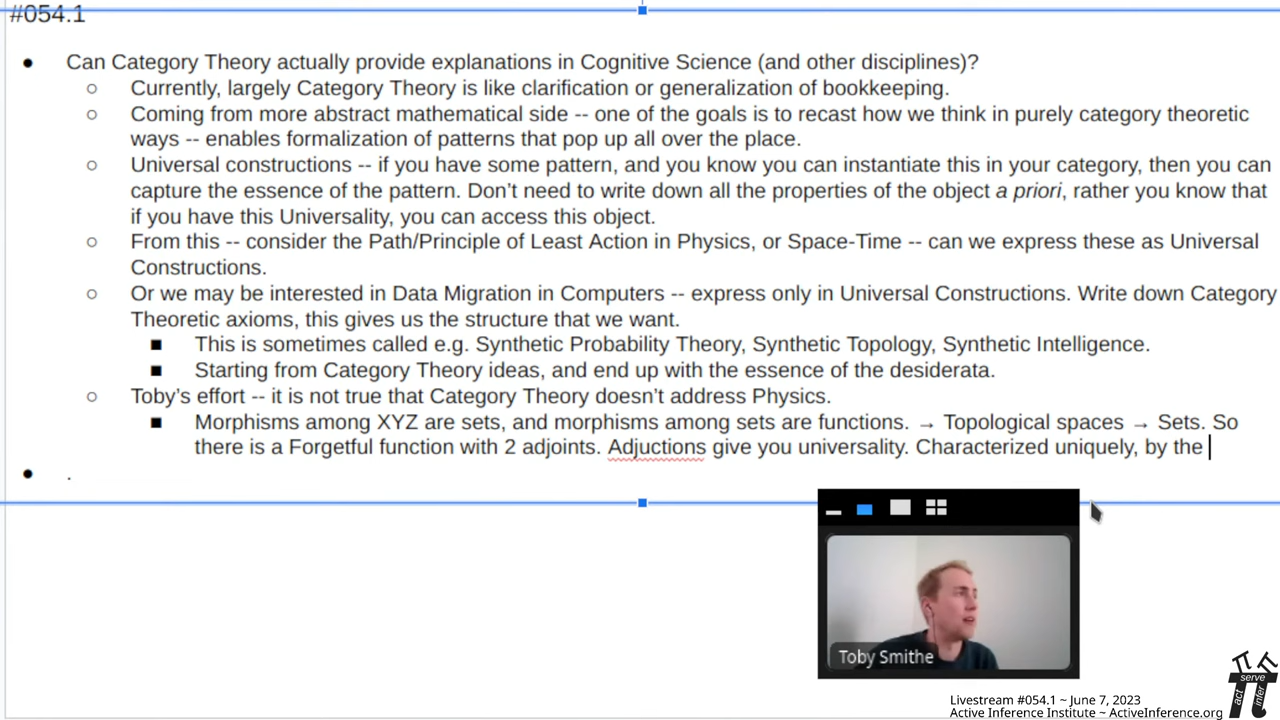 #054.1
● Can Category Theory actually provide explanations in Cognitive Science (and other disciplines)?
○ Currently, largely Category Theory is like clarification or generalization of bookkeeping.
○ Coming from more abstract mathematical side -- one of the goals is to recast how we think in purely category theoretic
ways -- enables formalization of patterns that pop up all over the place.
○ Universal constructions -- if you have some pattern, and you know you can instantiate this in your category, then you can
capture the essence of the pattern. Don’t need to write down all the properties of the object a priori, rather you know that
if you have this Universality, you can access this object.
○ From this -- consider the Path/Principle of Least Action in Physics, or Space-Time -- can we express these as Universal
Constructions.
○ Or we may be interested in Data Migration in Computers -- express only in Universal Constructions. Write down Category
Theoretic axioms, this gives us the structure that we want.
■ This is sometimes called e.g. Synthetic Probability Theory, Synthetic Topology, Synthetic Intelligence.
■ Starting from Category Theory ideas, and end up with the essence of the desiderata.
○ Toby’s effort -- it is not true that Category Theory doesn’t address Physics.
■ Morphisms among XYZ are sets, and morphisms among sets are functions. → Topological spaces → Sets. So
there is a Forgetful function with 2 adjoints. Adjuctions give you universality. Characterized uniquely, by the
● .
Toby Smithe
Livestream #054.1 ~ June 7, 2023
Active Inference Institute ~ ActiveInference.org
act serve infer